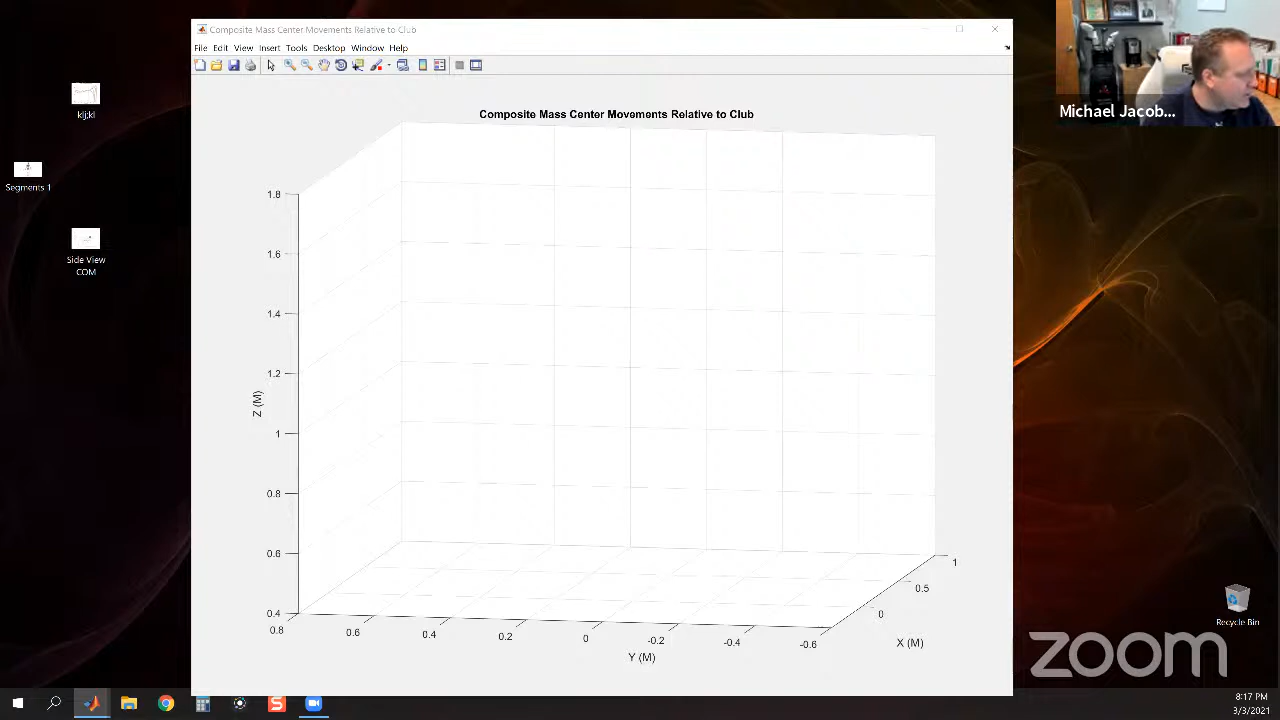 Composite Mass Center Movements Relative to Club
File Edit View Insert Tools Desktop Window Help
Michael Jacob...
klj;kl
Segments 1
Side View
COM
Composite Mass Center Movements Relative to Club
1.8
1.6
1.4
1.2
1
0.8
0.6
0.4
Z (M)
0.8
0.6
0.4
0.2
0
-0.2
-0.4
-0.6
Y (M)
1
0.5
0
X (M)
Recycle Bin
zoom
8:17 PM
3/3/2021